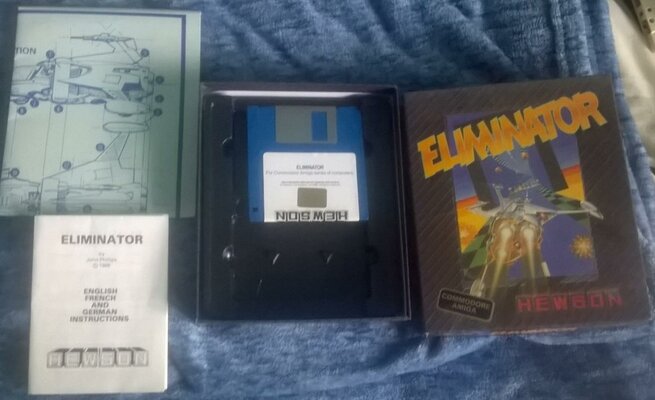 TION
ELIMINATOR
by
John Phillips
© 1988
ENGLISH
FRENCH
AND
GERMAN
INSTRUCTIONS
HEWSON
ELIMINATOR
For Commodore Amiga series of computers
HEWSON
ELIMINATOR
COMMODORE
AMIGA
HEWSON